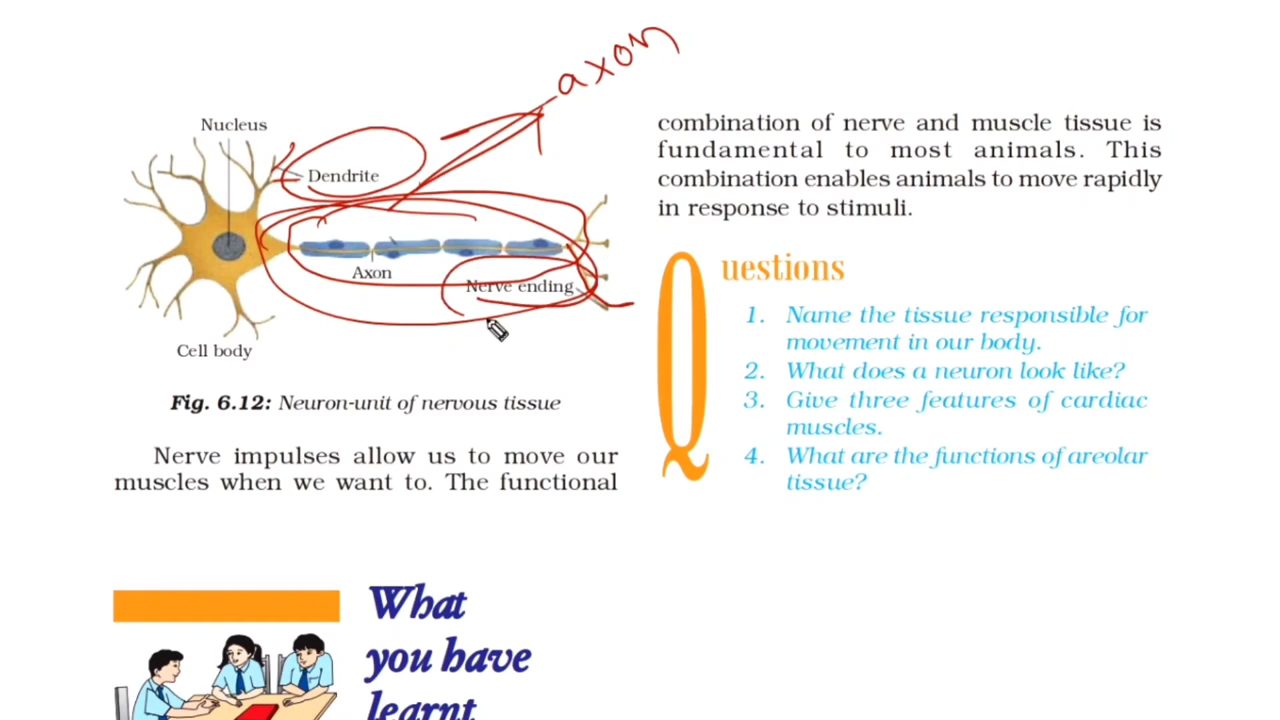 axon
Nucleus
Dendrite
Axon
Nerve ending
Cell body
Fig. 6.12: Neuron-unit of nervous tissue
Nerve impulses allow us to move our
muscles when we want to. The functional
combination of nerve and muscle tissue is
fundamental to most animals. This
combination enables animals to move rapidly
in response to stimuli.
Questions
1. Name the tissue responsible for
movement in our body.
2. What does a neuron look like?
3. Give three features of cardiac
muscles.
4. What are the functions of areolar
tissue?
What
you have
learnt